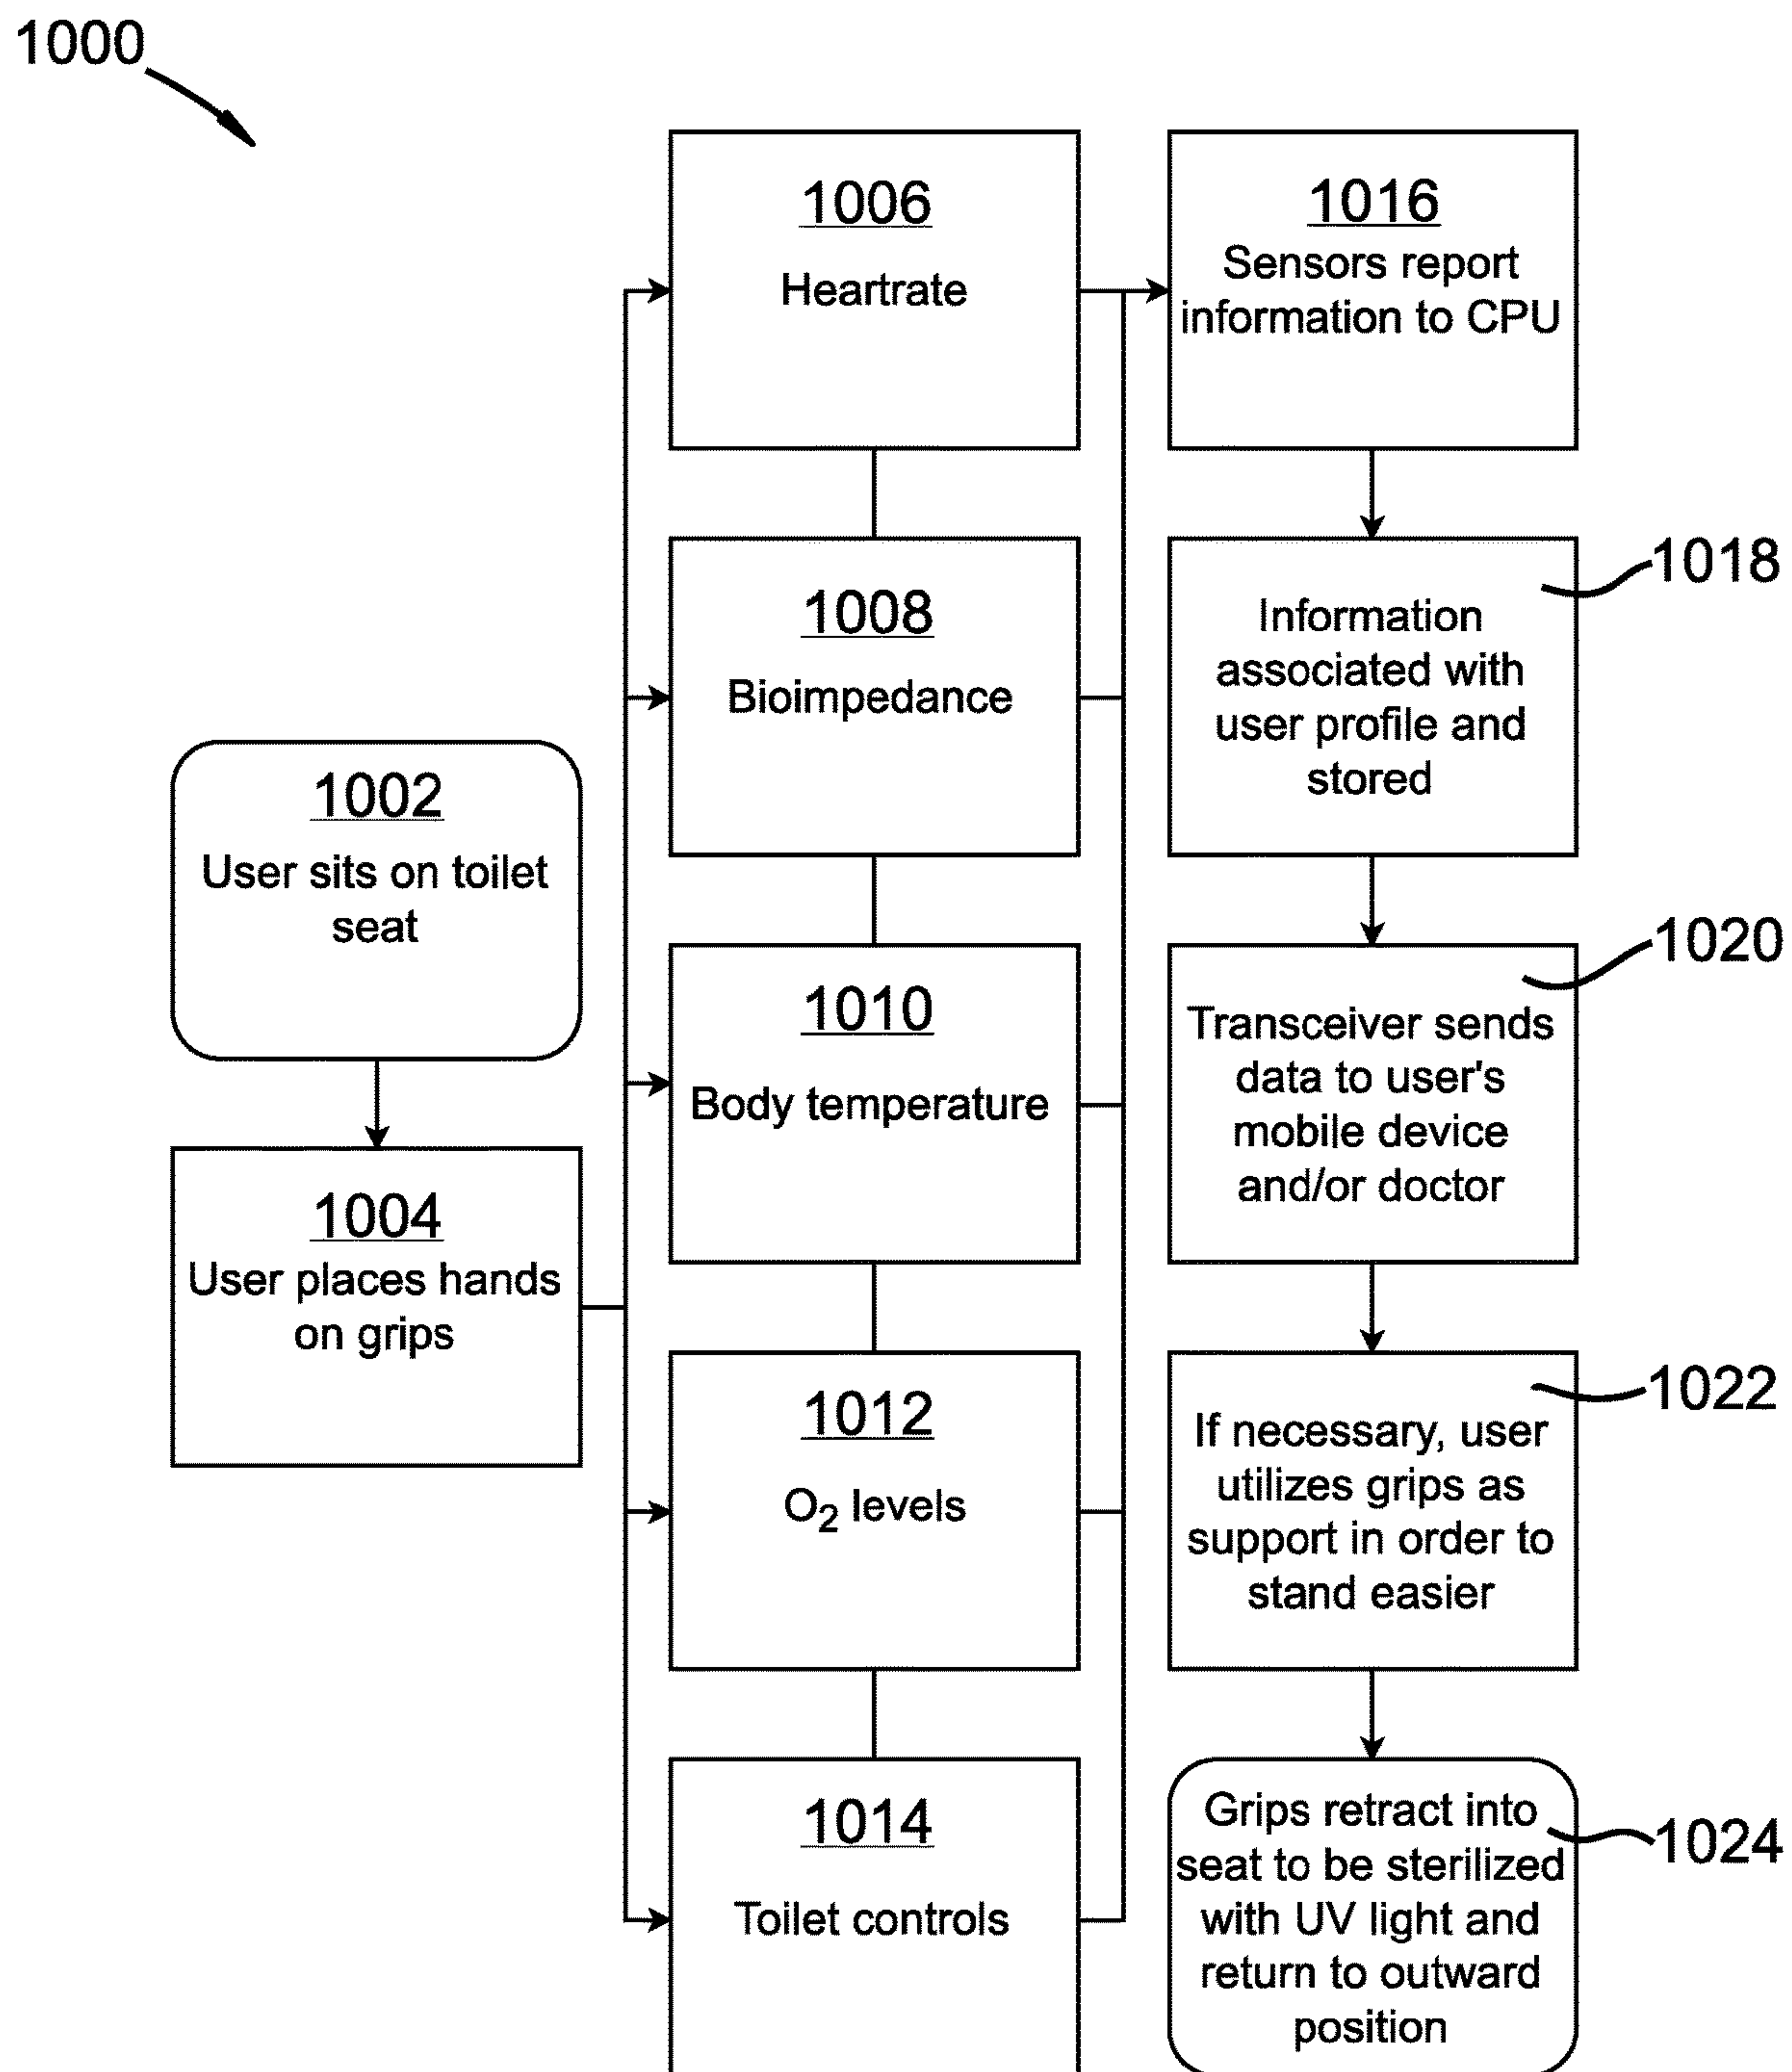 1000
1002
User sits on toilet
seat
1004
User places hands
on grips
1006
Heartrate
1008
Bioimpedance
1010
Body temperature
1012
O₂ levels
1014
Toilet controls
1016
Sensors report
information to CPU
1018
Information
associated with
user profile and
stored
1020
Transceiver sends
data to user's
mobile device
and/or doctor
1022
If necessary, user
utilizes grips as
support in order to
stand easier
1024
Grips retract into
seat to be sterilized
with UV light and
return to outward
position